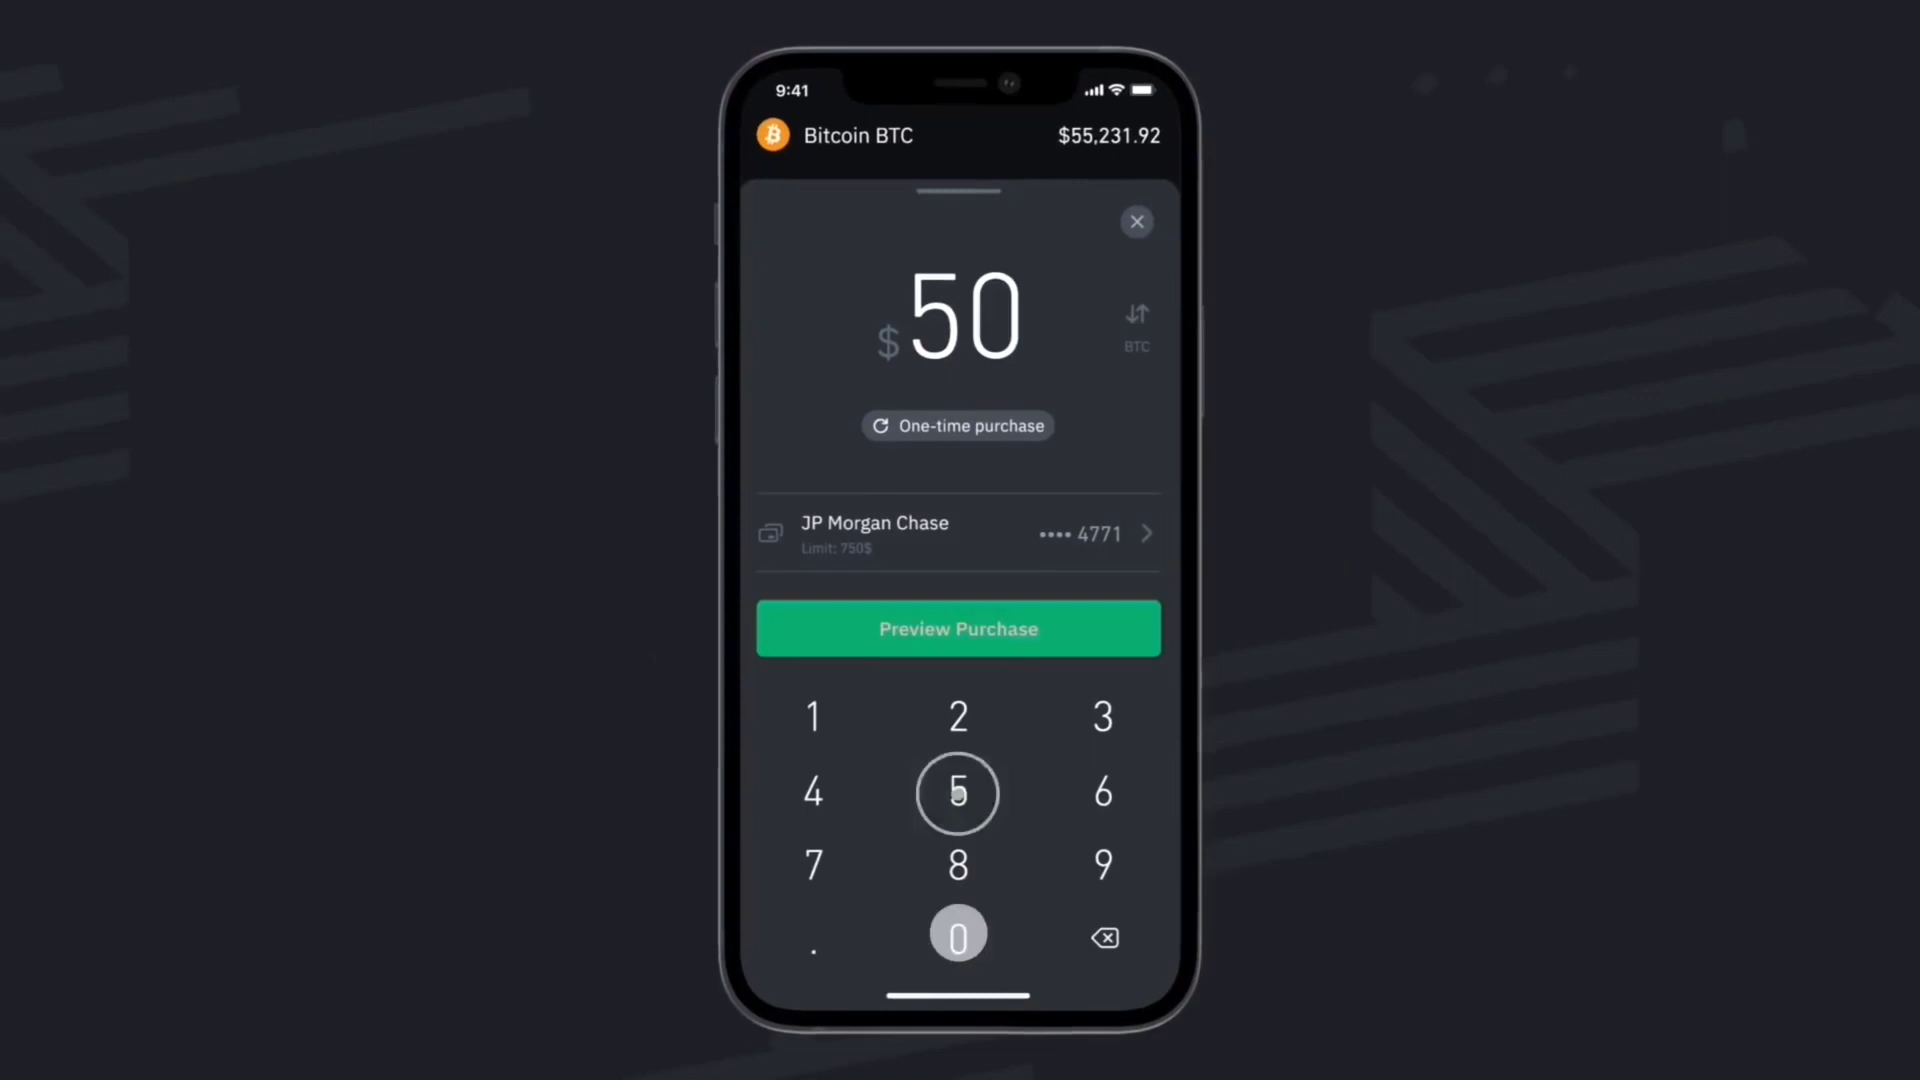 9:41
Bitcoin BTC $55,231.92
$50
BTC
One-time purchase
JP Morgan Chase
Limit: 750$
•••• 4771
Preview Purchase
1 2 3
4 5 6
7 8 9
. 0